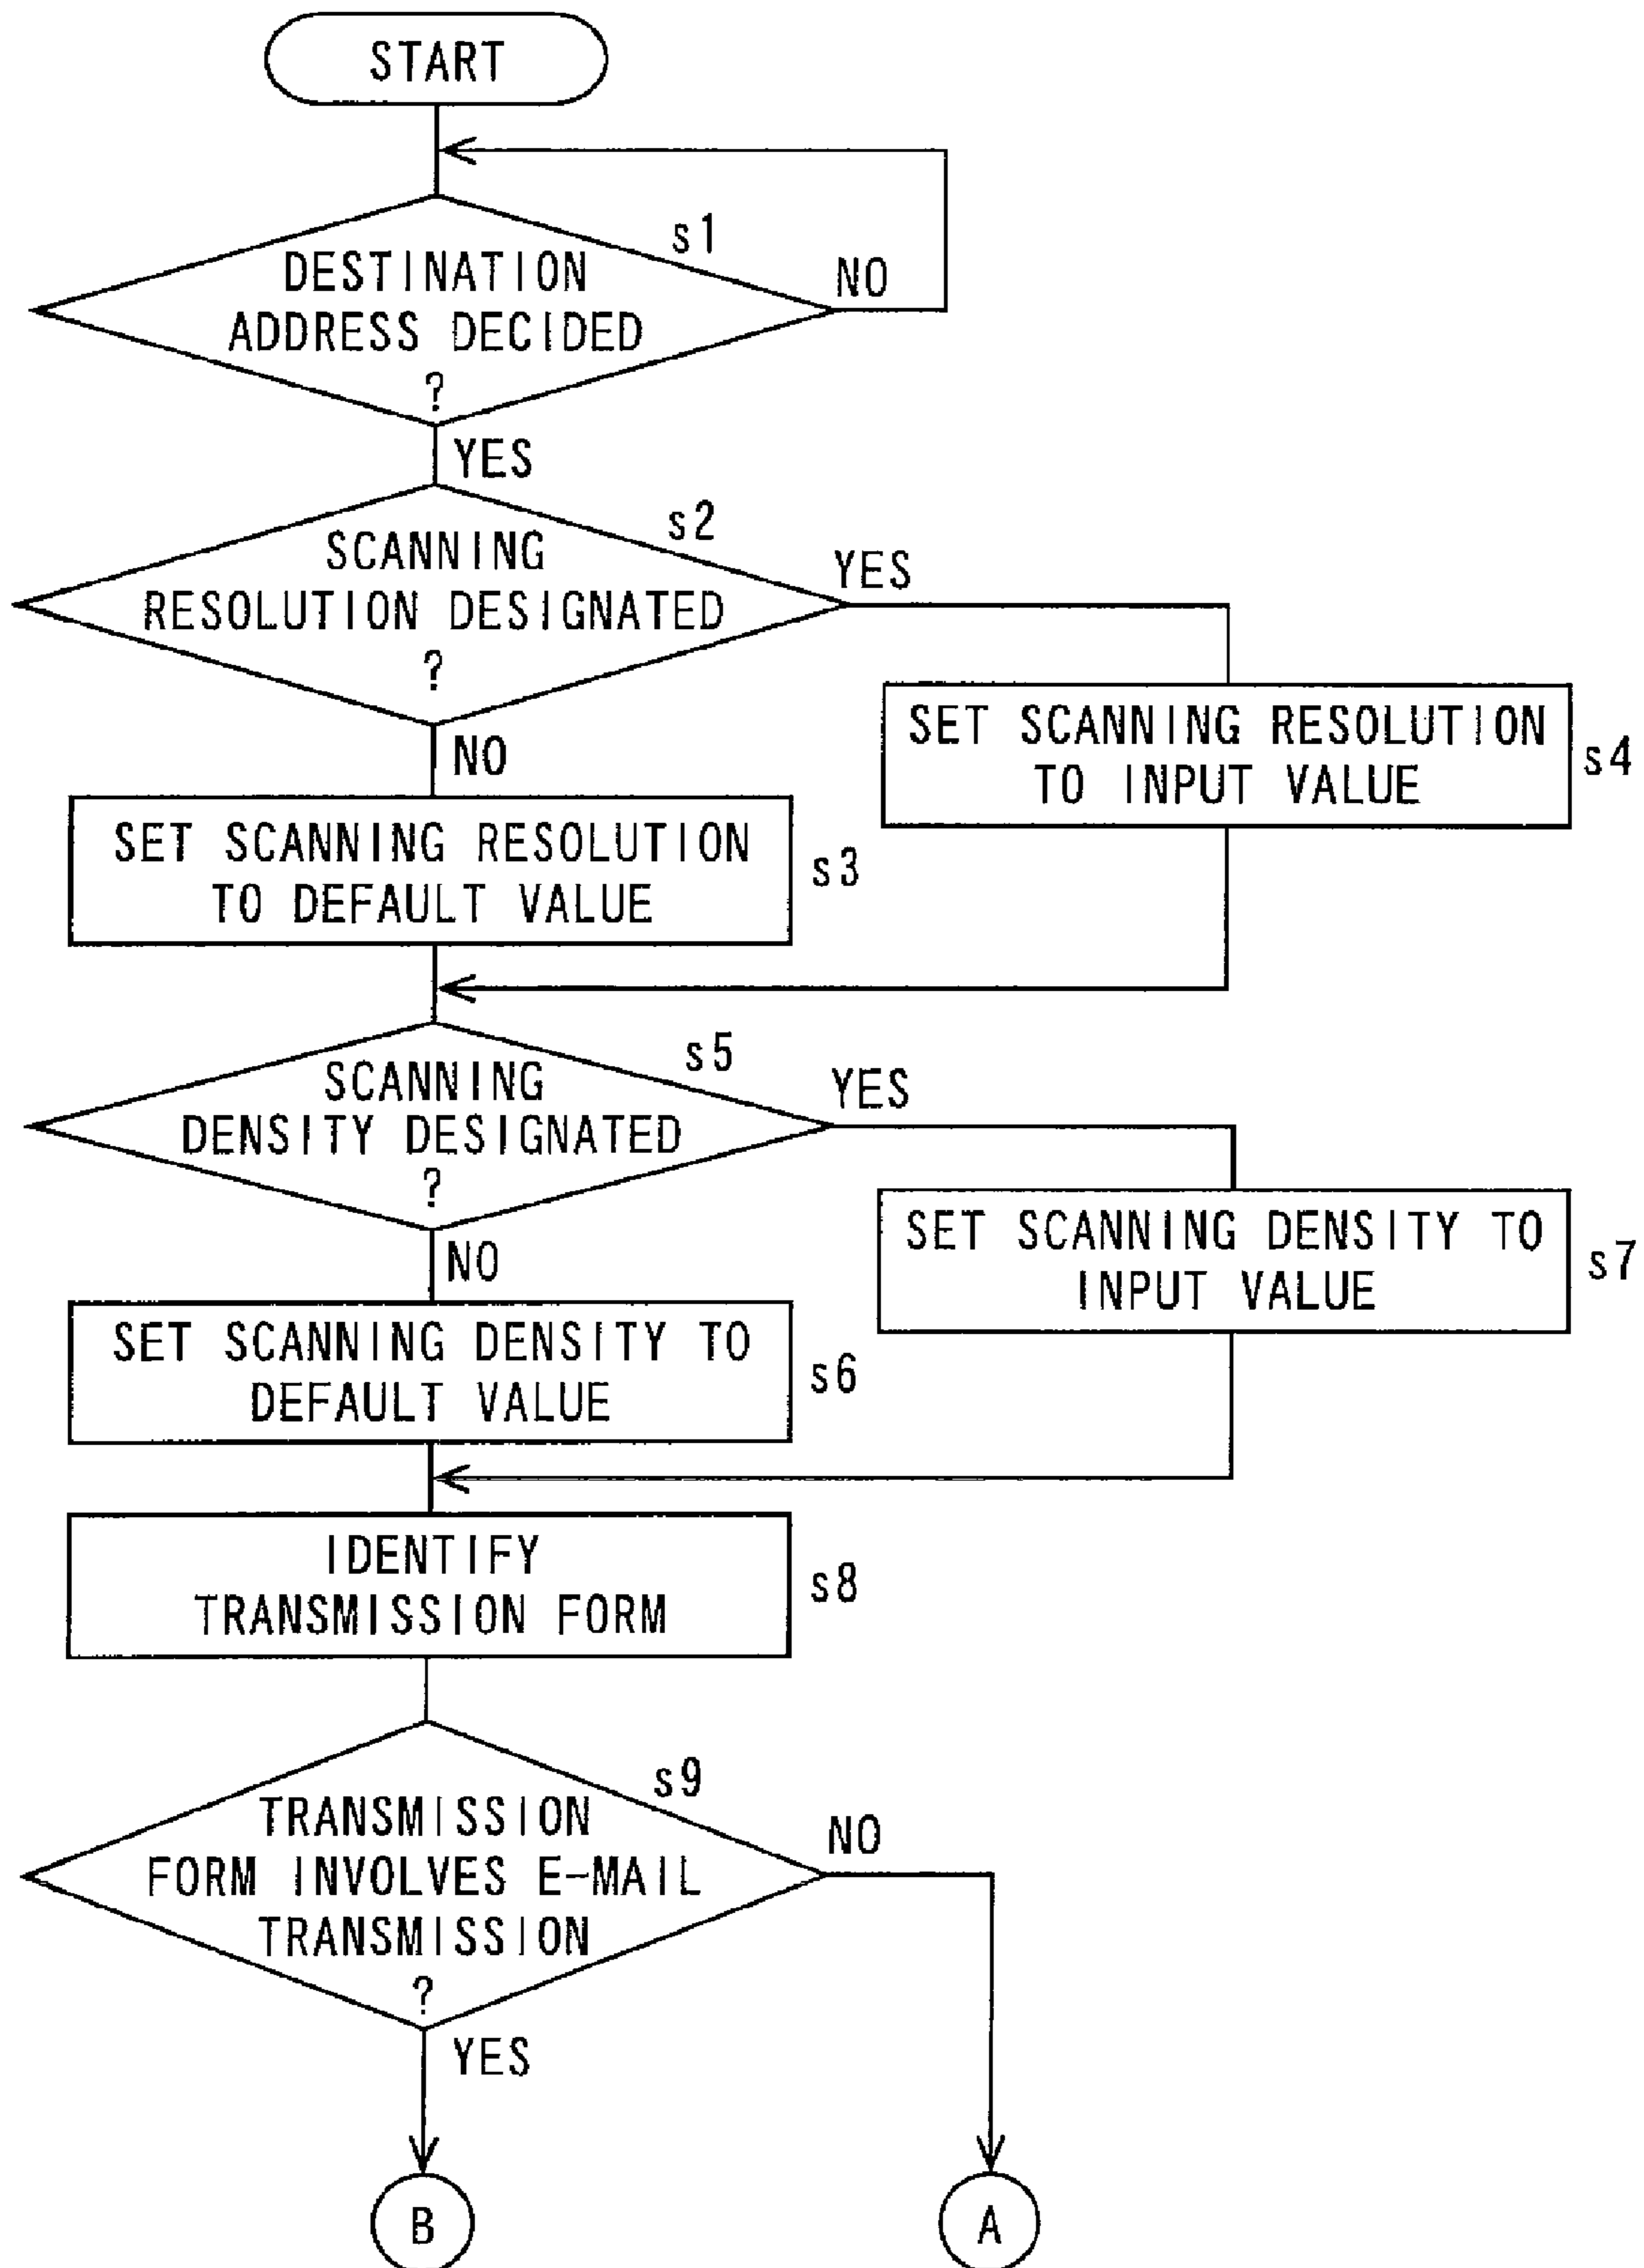 START
s1
DESTINATION
ADDRESS DECIDED
?
NO
YES
s2
SCANNING
RESOLUTION DESIGNATED
?
YES
NO
SET SCANNING RESOLUTION
TO INPUT VALUE
s4
SET SCANNING RESOLUTION
TO DEFAULT VALUE
s3
s5
SCANNING
DENSITY DESIGNATED
?
YES
NO
SET SCANNING DENSITY TO
INPUT VALUE
s7
SET SCANNING DENSITY TO
DEFAULT VALUE
s6
IDENTIFY
TRANSMISSION FORM
s8
s9
TRANSMISSION
FORM INVOLVES E-MAIL
TRANSMISSION
?
NO
YES
B
A